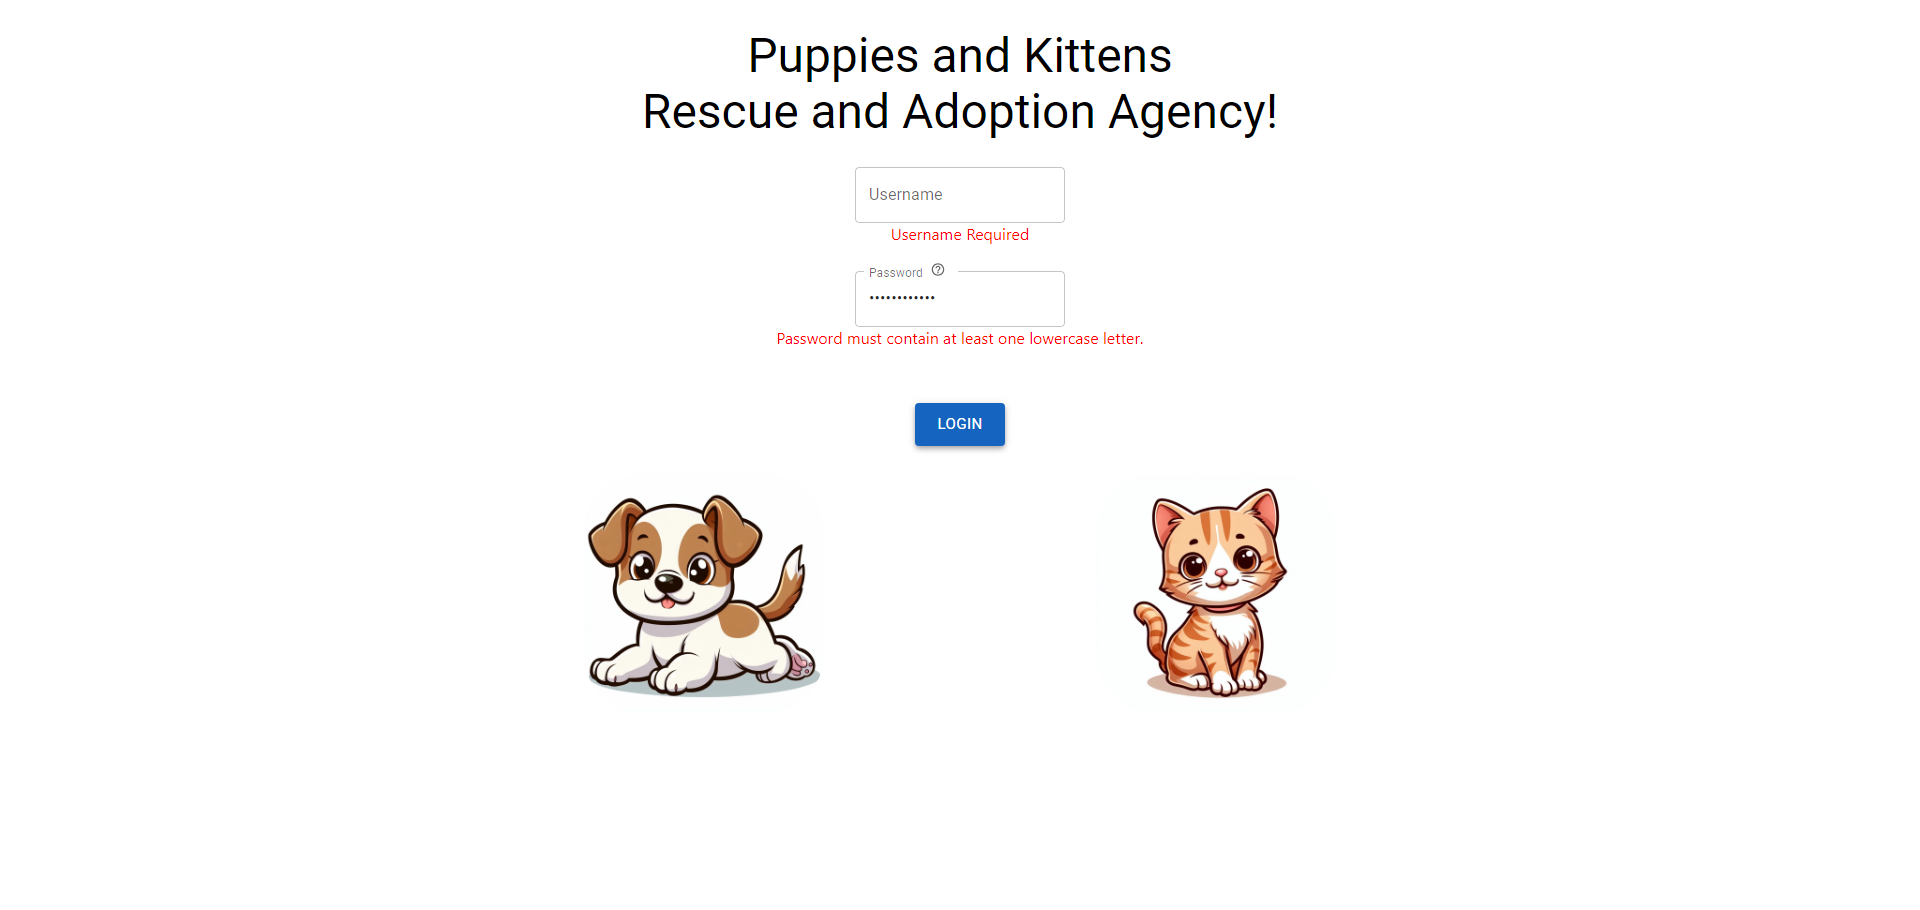 Puppies and Kittens
Rescue and Adoption Agency!
Username
Username Required
Password
••••••••••••
Password must contain at least one lowercase letter.
LOGIN